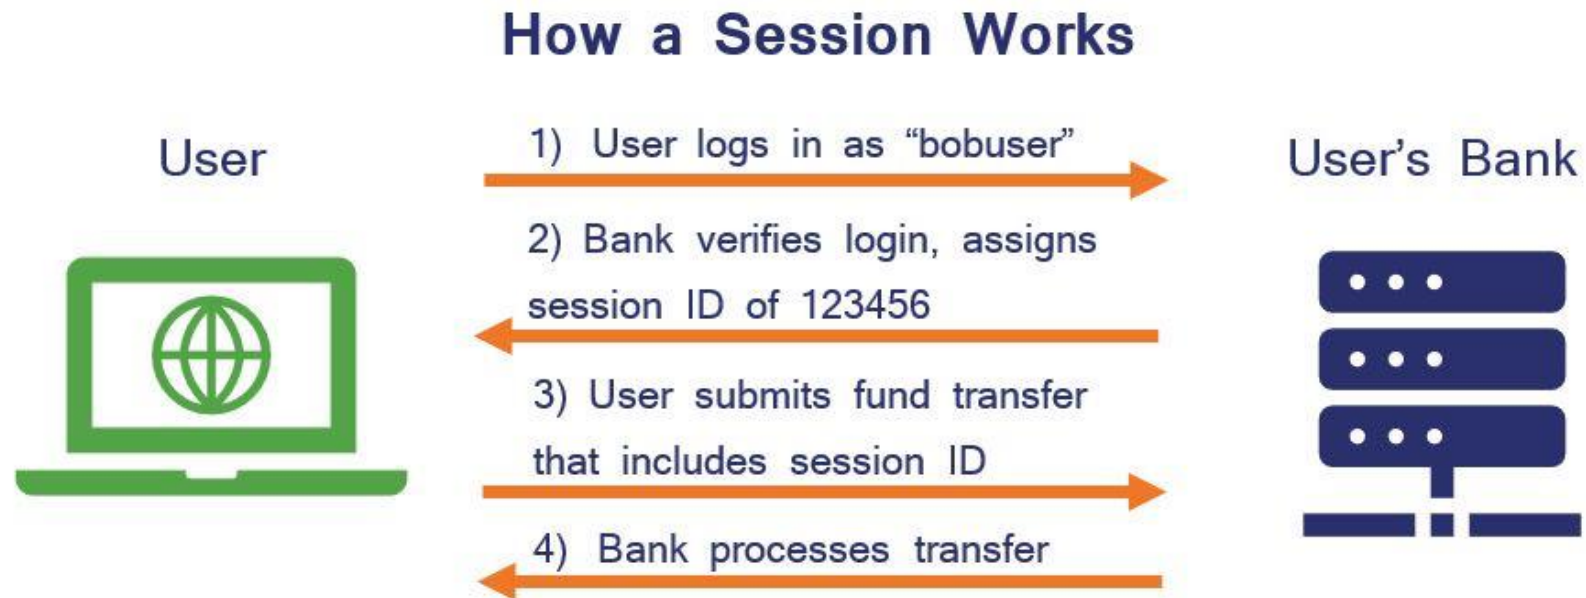 How a Session Works
User
1) User logs in as “bobuser”
User’s Bank
2) Bank verifies login, assigns
session ID of 123456
3) User submits fund transfer
that includes session ID
4) Bank processes transfer